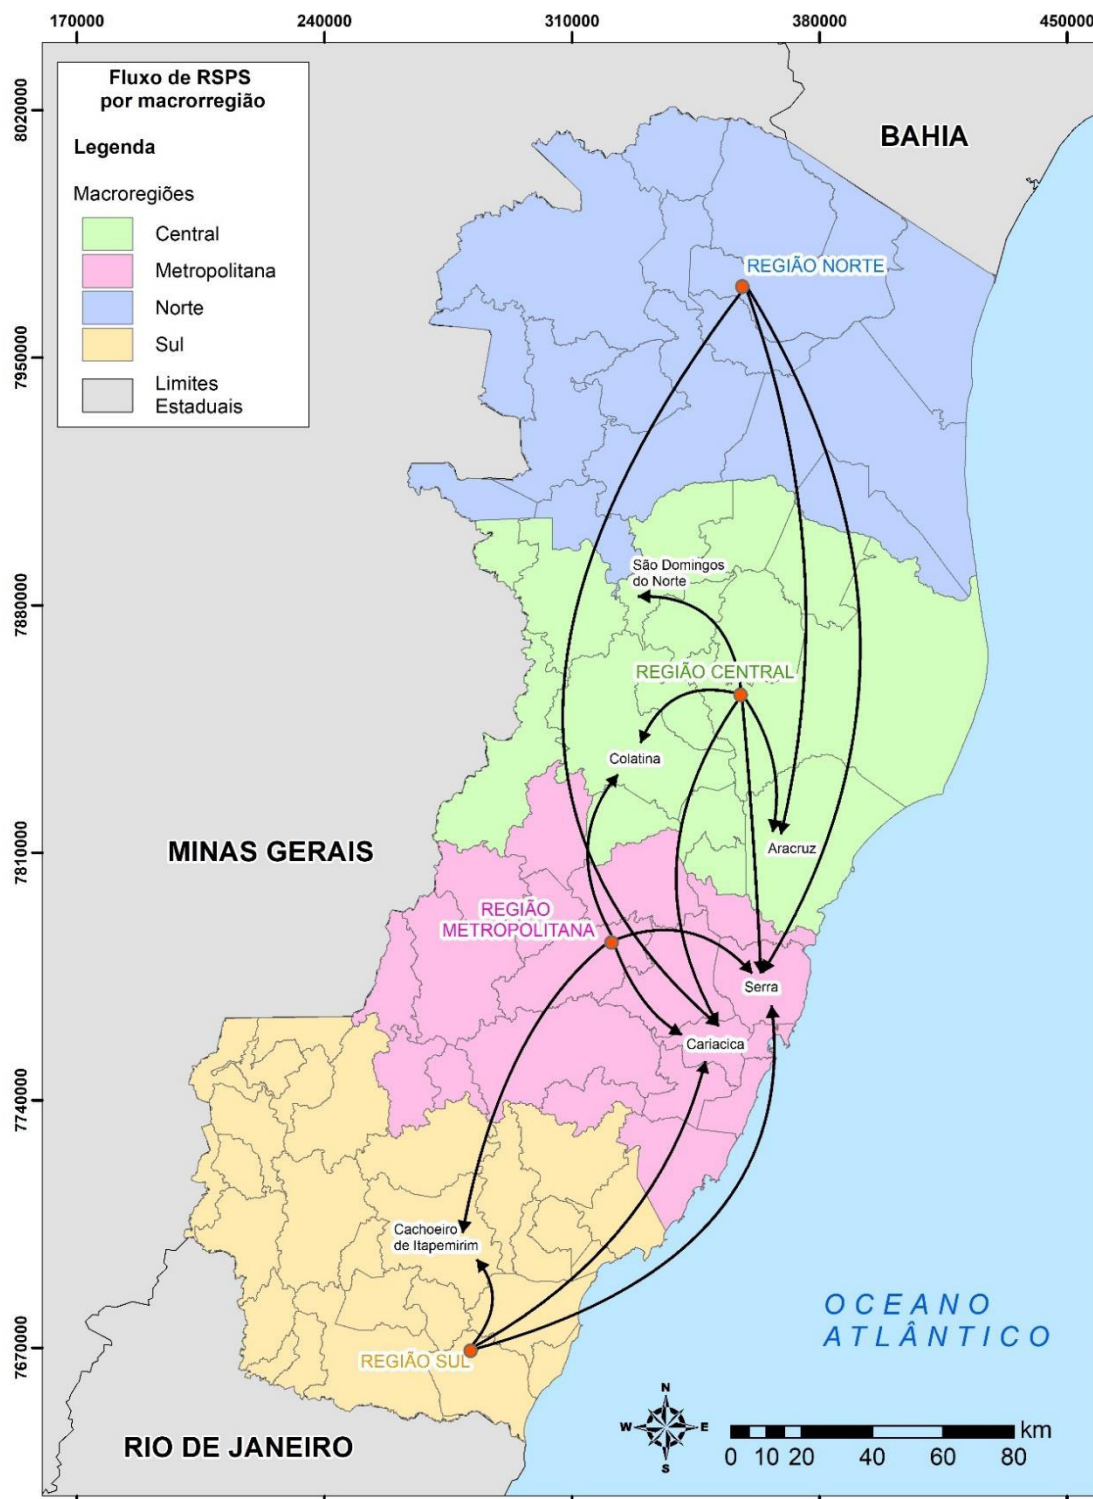 170000
240000
310000
380000
450000
8020000
7950000
7880000
7810000
7740000
7670000
Fluxo de RSPS
por macrorregião
Legenda
Macroregiões
Central
Metropolitana
Norte
Sul
Limites
Estaduais
BAHIA
REGIÃO NORTE
São Domingos
do Norte
REGIÃO CENTRAL
Colatina
Aracruz
MINAS GERAIS
REGIÃO
METROPOLITANA
Serra
Cariacica
Cachoeiro
de Itapemirim
REGIÃO SUL
OCEANO
ATLÂNTICO
RIO DE JANEIRO
N
W
E
S
km
0 10 20 40 60 80